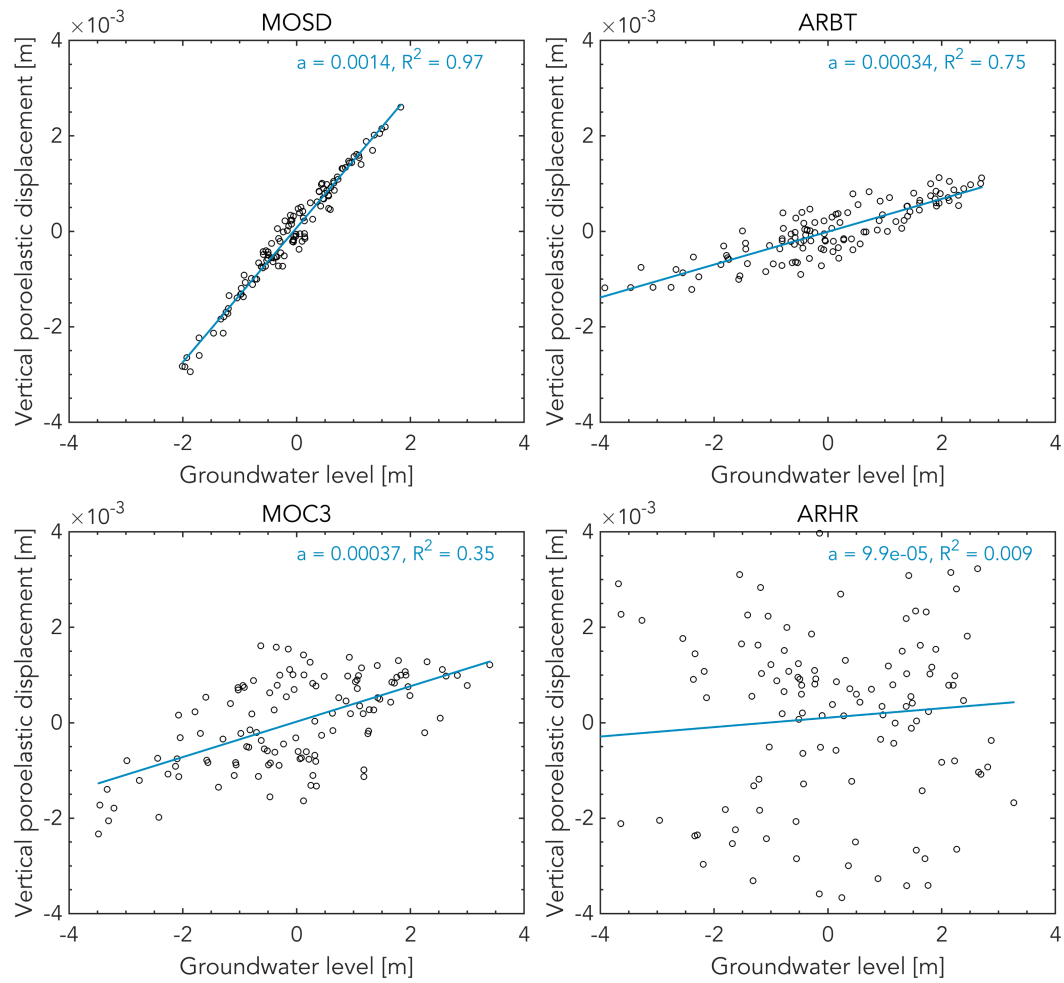 ×10⁻³ MOSD
a = 0.0014, R² = 0.97
Vertical poroelastic displacement [m]
4
2
0
-2
-4
-4 -2 0 2 4
Groundwater level [m]
×10⁻³ ARBT
a = 0.00034, R² = 0.75
Vertical poroelastic displacement [m]
4
2
0
-2
-4
-4 -2 0 2 4
Groundwater level [m]
×10⁻³ MOC3
a = 0.00037, R² = 0.35
Vertical poroelastic displacement [m]
4
2
0
-2
-4
-4 -2 0 2 4
Groundwater level [m]
×10⁻³ ARHR
a = 9.9e-05, R² = 0.009
Vertical poroelastic displacement [m]
4
2
0
-2
-4
-4 -2 0 2 4
Groundwater level [m]